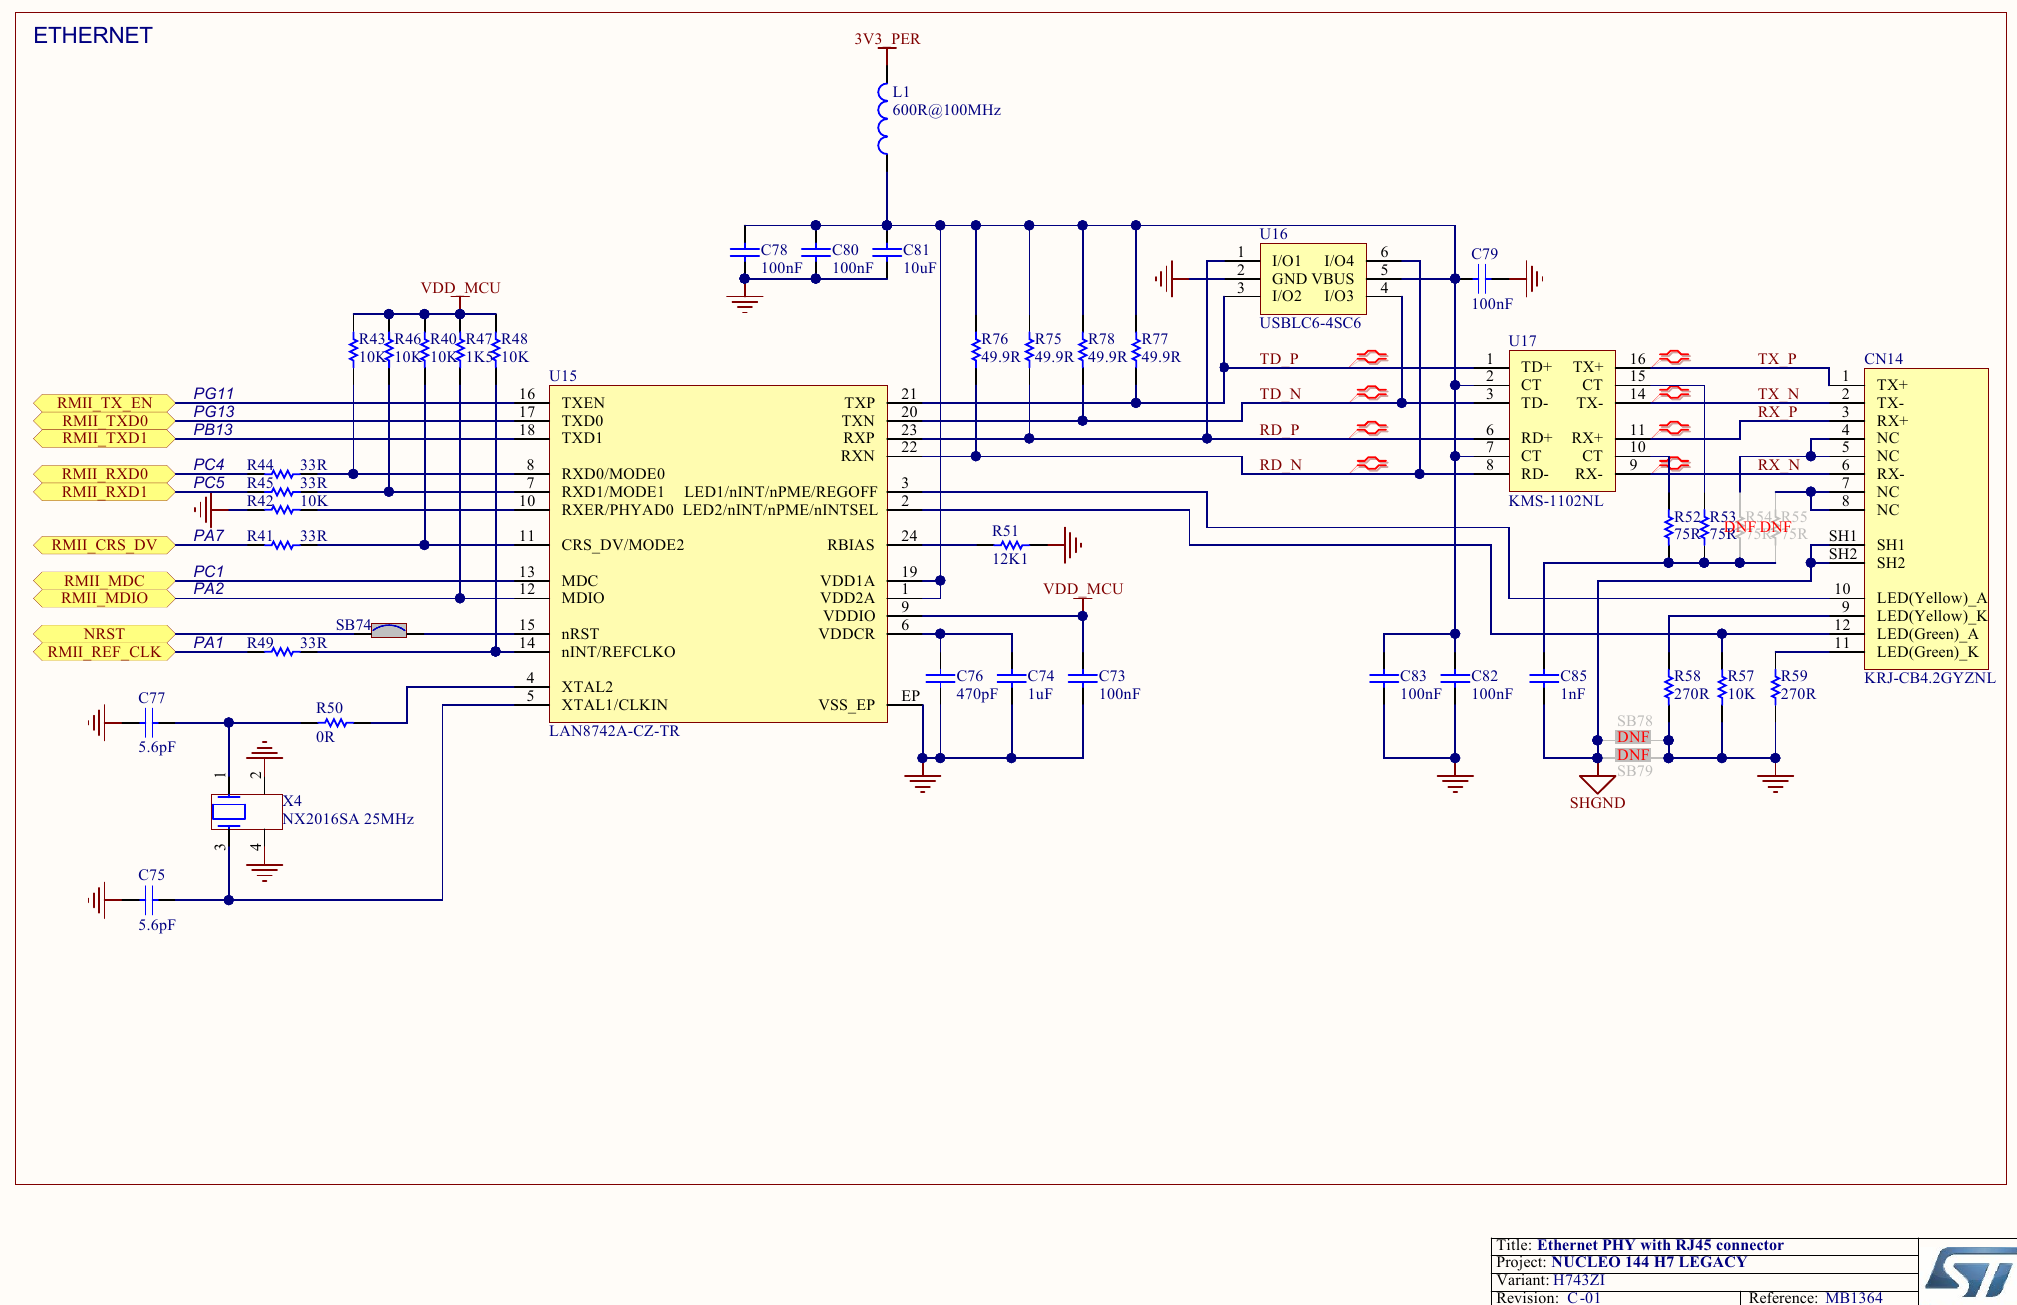 ETHERNET
3V3_PER
L1
600R@100MHz
C78
100nF
C80
100nF
C81
10uF
VDD_MCU
R43
10K
R46
10K
R40
10K
R47
1K5
R48
10K
R76
49.9R
R75
49.9R
R78
49.9R
R77
49.9R
U16
1 I/O1 I/O4 6
2 GND VBUS 5
3 I/O2 I/O3 4
USBLC6-4SC6
C79
100nF
RMII_TX_EN PG11
RMII_TXD0 PG13
RMII_TXD1 PB13
RMII_RXD0 PC4 R44 33R
RMII_RXD1 PC5 R45 33R
R42 10K
RMII_CRS_DV PA7 R41 33R
RMII_MDC PC1
RMII_MDIO PA2
NRST SB74
RMII_REF_CLK PA1 R49 33R
U15
16 TXEN TXP 21
17 TXD0 TXN 20
18 TXD1 RXP 23
RXN 22
8 RXD0/MODE0
7 RXD1/MODE1 LED1/nINT/nPME/REGOFF 3
10 RXER/PHYAD0 LED2/nINT/nPME/nINTSEL 2
11 CRS_DV/MODE2 RBIAS 24
13 MDC VDD1A 19
12 MDIO VDD2A 1
VDDIO 9
15 nRST VDDCR 6
14 nINT/REFCLKO
4 XTAL2
5 XTAL1/CLKIN VSS_EP EP
LAN8742A-CZ-TR
R51
12K1
VDD_MCU
C76
470pF
C74
1uF
C73
100nF
C77
5.6pF
R50
0R
1
2
X4
NX2016SA 25MHz
3
4
C75
5.6pF
TD_P
TD_N
RD_P
RD_N
U17
1 TD+ TX+ 16
2 CT CT 15
3 TD- TX- 14
6 RD+ RX+ 11
7 CT CT 10
8 RD- RX- 9
KMS-1102NL
TX_P
TX_N
RX_P
RX_N
R52
75R
R53
75R
R54
75R
DNF
R55
75R
DNF
CN14
1 TX+
2 TX-
3 RX+
4 NC
5 NC
6 RX-
7 NC
8 NC
SH1 SH1
SH2 SH2
10 LED(Yellow)_A
9 LED(Yellow)_K
12 LED(Green)_A
11 LED(Green)_K
KRJ-CB4.2GYZNL
C83
100nF
C82
100nF
C85
1nF
R58
270R
R57
10K
R59
270R
SB78
DNF
DNF
SB79
SHGND
Title: Ethernet PHY with RJ45 connector
Project: NUCLEO 144 H7 LEGACY
Variant: H743ZI
Revision: C-01 Reference: MB1364
ST